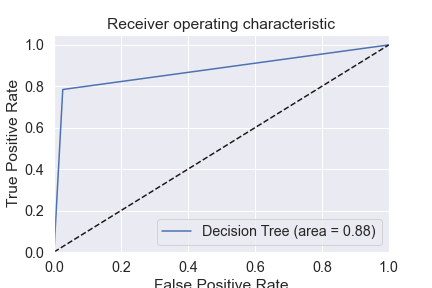 Receiver operating characteristic
True Positive Rate
1.0
0.8
0.6
0.4
0.2
0.0
Decision Tree (area = 0.88)
0.0 0.2 0.4 0.6 0.8 1.0
False Positive Rate